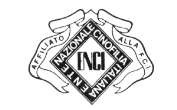 AFFILIATO ALLA F.C.I.
ENTE NAZIONALE CINOFILIA ITALIANA
ENCI